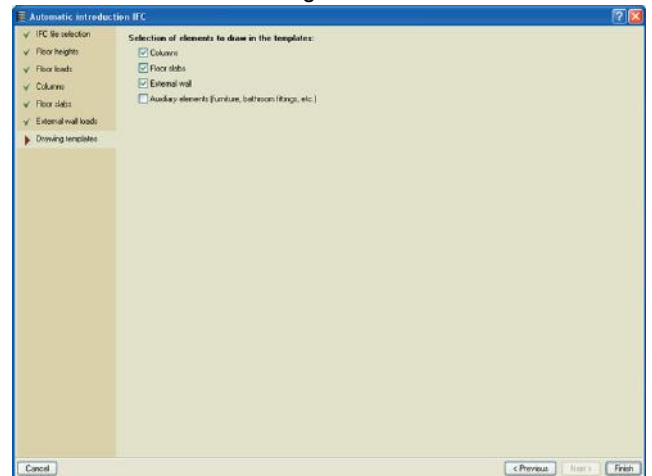 Automatic introduction IFC
IFC file selection
Floor heights
Floor loads
Columns
Floor slabs
External wall loads
Drawing templates
Selection of elements to draw in the templates:
Columns
Floor slabs
External wall
Auxiliary elements (furniture, bathroom fittings, etc.)
Cancel
< Previous
Next >
Finish